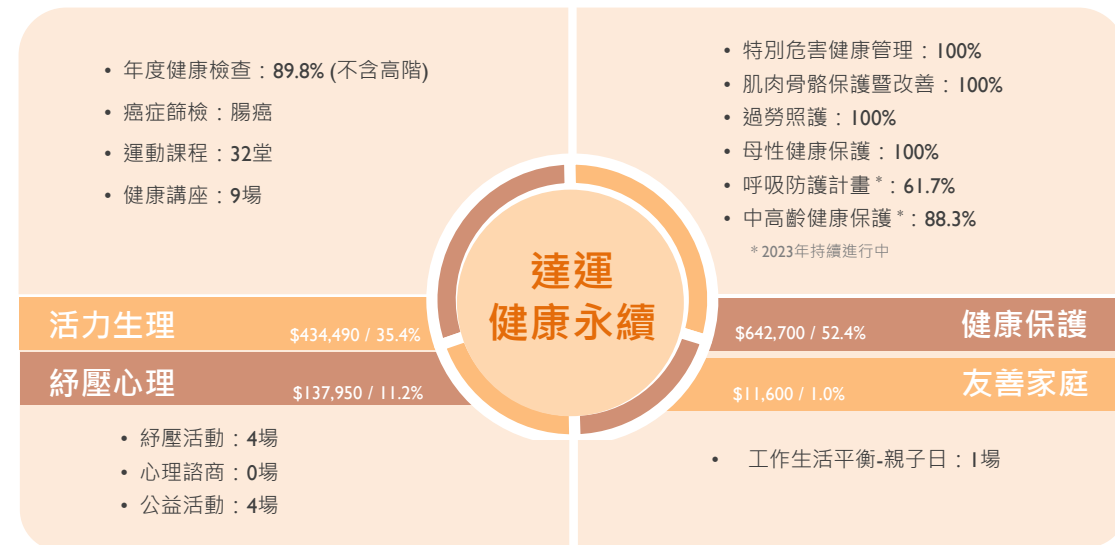 • 年度健康檢查：89.8% (不含高階)
• 癌症篩檢：腸癌
• 運動課程：32堂
• 健康講座：9場
活力生理 $434,490 / 35.4%
• 特別危害健康管理：100%
• 肌肉骨骼保護暨改善：100%
• 過勞照護：100%
• 母性健康保護：100%
• 呼吸防護計畫*：61.7%
• 中高齡健康保護*：88.3%
* 2023年持續進行中
$642,700 / 52.4% 健康保護
達運
健康永續
紓壓心理 $137,950 / 11.2%
• 紓壓活動：4場
• 心理諮商：0場
• 公益活動：4場
$11,600 / 1.0% 友善家庭
• 工作生活平衡-親子日：1場